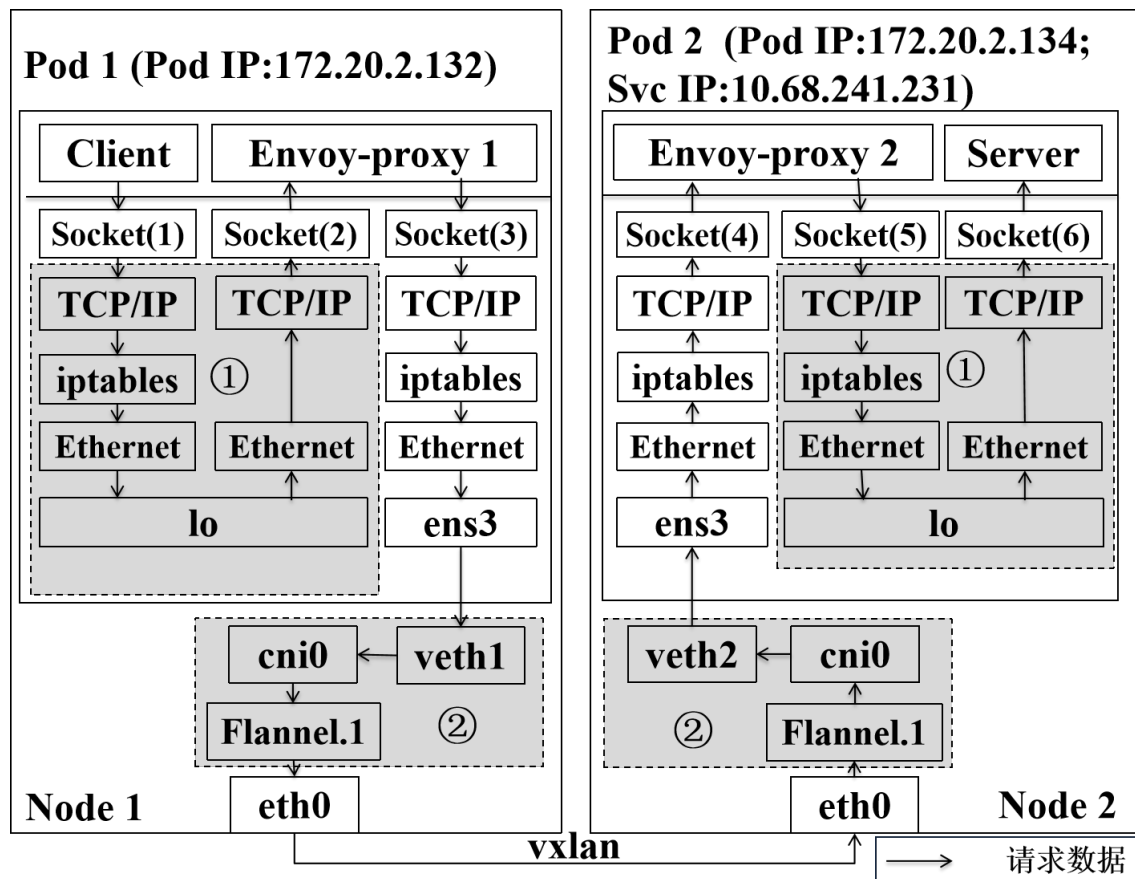 Pod 1 (Pod IP:172.20.2.132)
Client
Envoy-proxy 1
Socket(1)
Socket(2)
Socket(3)
TCP/IP
TCP/IP
TCP/IP
iptables
①
iptables
Ethernet
Ethernet
Ethernet
lo
ens3
cni0
veth1
Flannel.1
②
Node 1
eth0
Pod 2 (Pod IP:172.20.2.134;
Svc IP:10.68.241.231)
Envoy-proxy 2
Server
Socket(4)
Socket(5)
Socket(6)
TCP/IP
TCP/IP
TCP/IP
iptables
iptables
①
Ethernet
Ethernet
Ethernet
ens3
lo
veth2
cni0
②
Flannel.1
eth0
Node 2
vxlan
请求数据